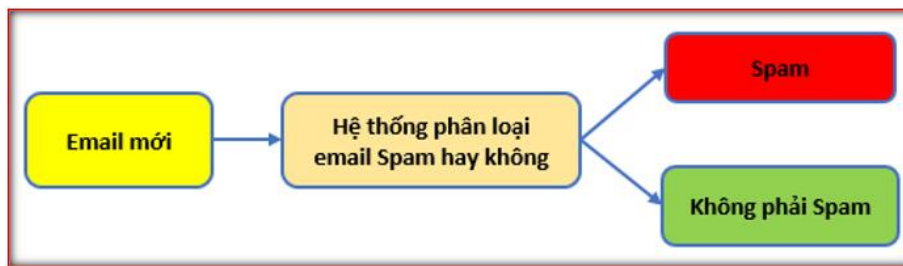 Email mới
Hệ thống phân loại
email Spam hay không
Spam
Không phải Spam